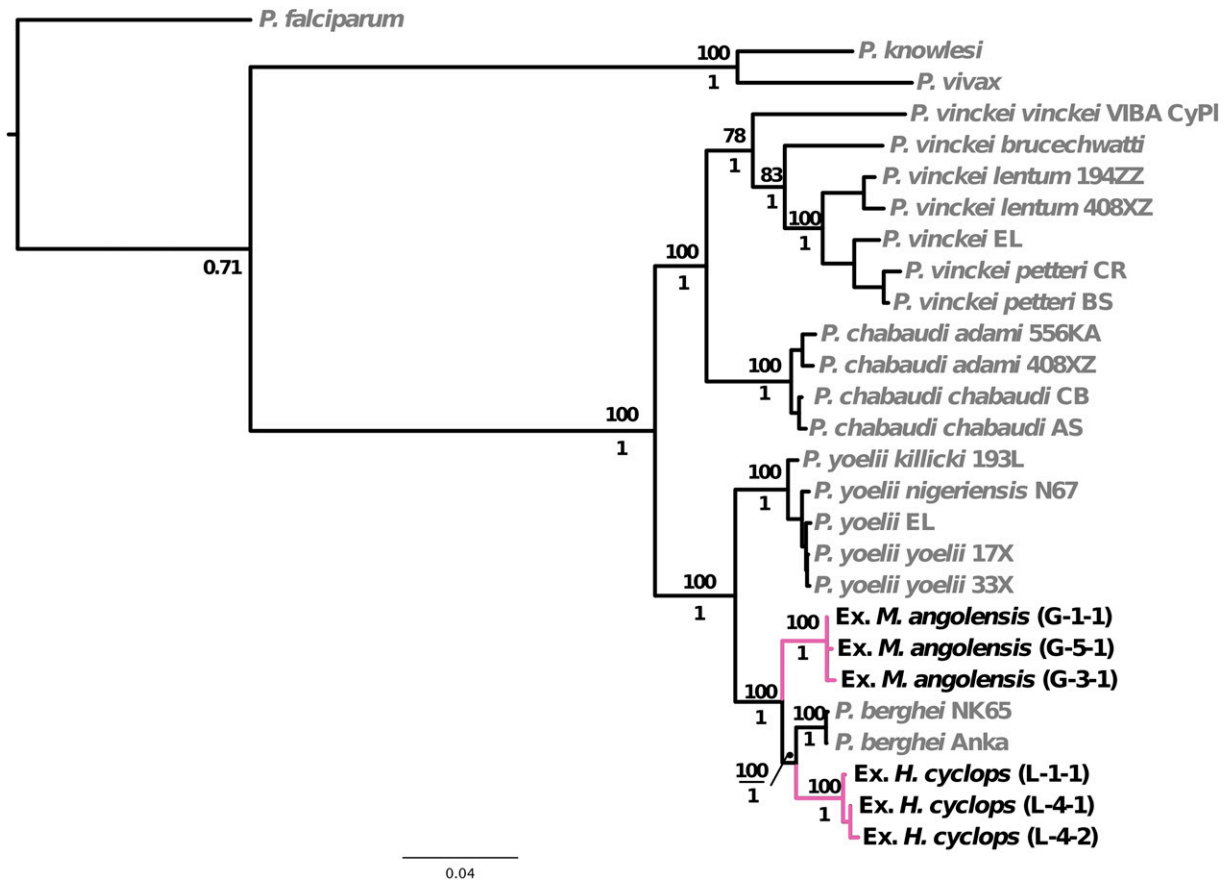 P. falciparum
P. knowlesi
100
1
P. vivax
P. vinckei vinckei VIBA CyPl
78
1
P. vinckei brucechwatti
83
1
P. vinckei lentum 194ZZ
P. vinckei lentum 408XZ
100
1
P. vinckei EL
P. vinckei petteri CR
P. vinckei petteri BS
0.71
100
1
P. chabaudi adami 556KA
P. chabaudi adami 408XZ
100
1
P. chabaudi chabaudi CB
P. chabaudi chabaudi AS
100
1
P. yoelii killicki 193L
100
1
P. yoelii nigeriensis N67
P. yoelii EL
P. yoelii yoelii 17X
P. yoelii yoelii 33X
100
1
Ex. M. angolensis (G-1-1)
100
1
Ex. M. angolensis (G-5-1)
Ex. M. angolensis (G-3-1)
100
1
P. berghei NK65
100
1
P. berghei Anka
100
1
Ex. H. cyclops (L-1-1)
100
1
Ex. H. cyclops (L-4-1)
Ex. H. cyclops (L-4-2)
0.04